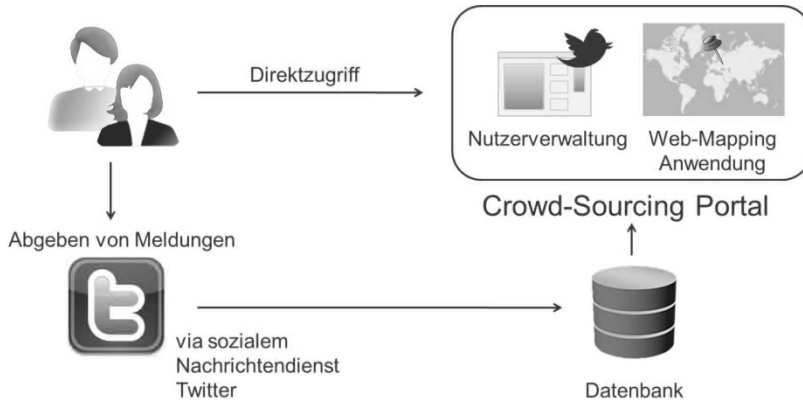 Direktzugriff
Nutzerverwaltung
Web-Mapping
Anwendung
Crowd-Sourcing Portal
Abgeben von Meldungen
t
via sozialem
Nachrichtendienst
Twitter
Datenbank